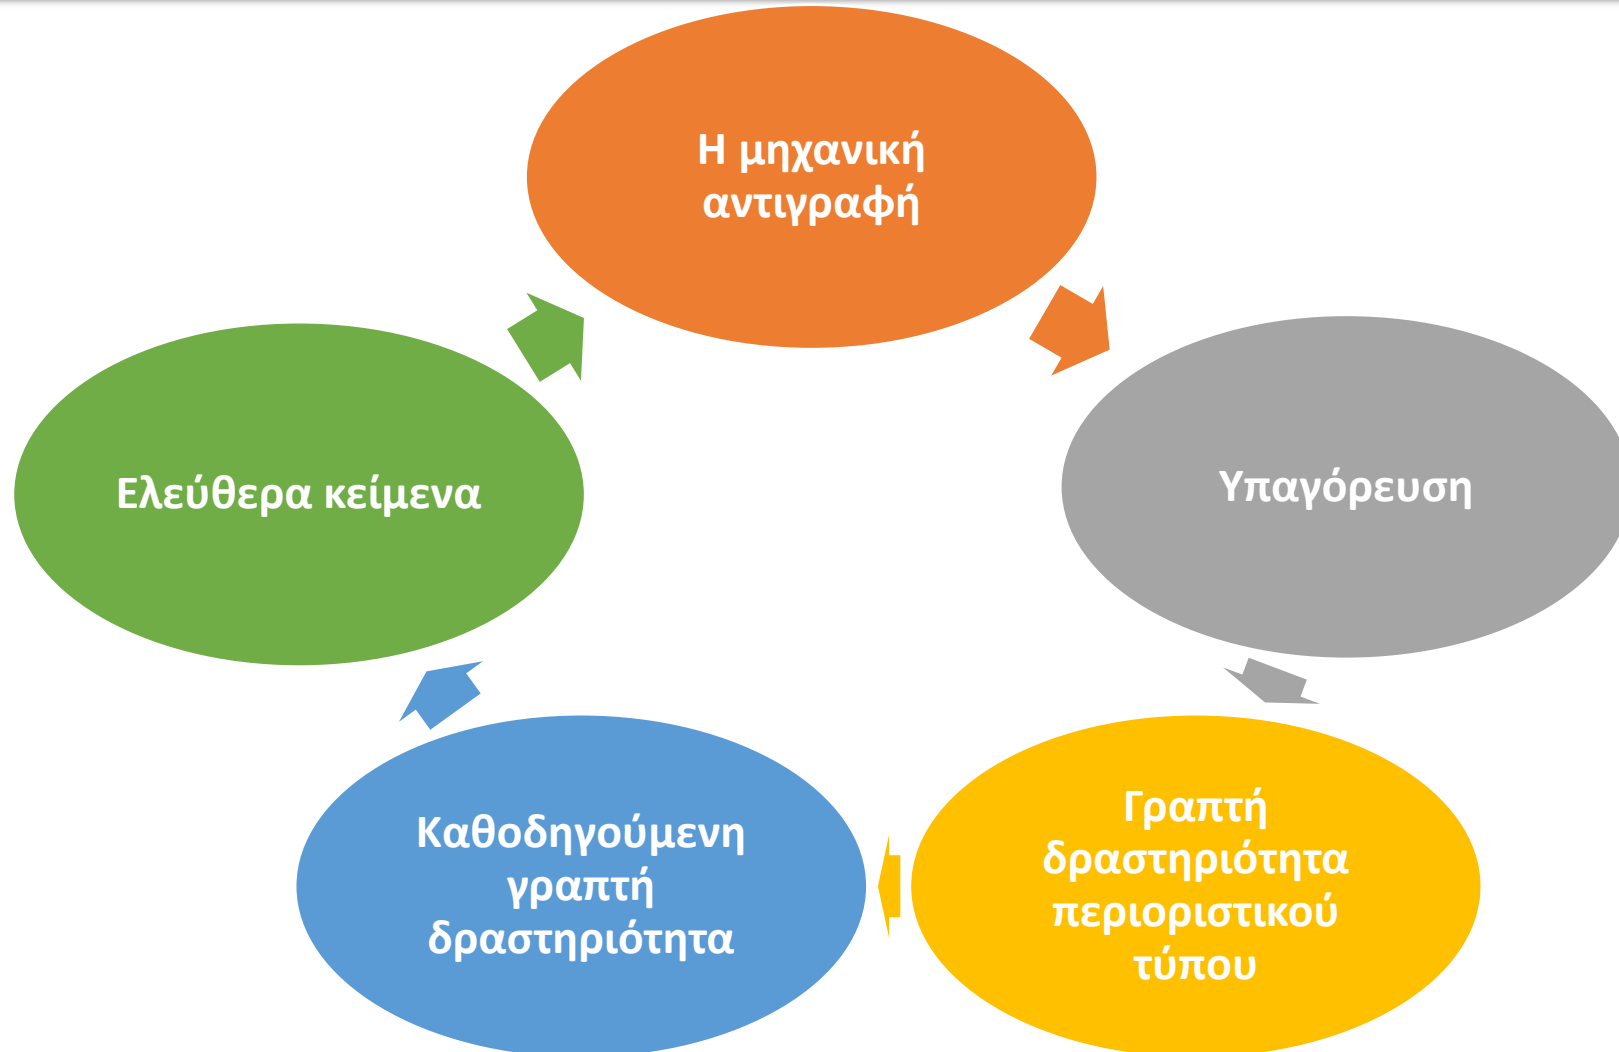 Η μηχανική
αντιγραφή
Υπαγόρευση
Γραπτή
δραστηριότητα
περιοριστικού
τύπου
Καθοδηγούμενη
γραπτή
δραστηριότητα
Ελεύθερα κείμενα